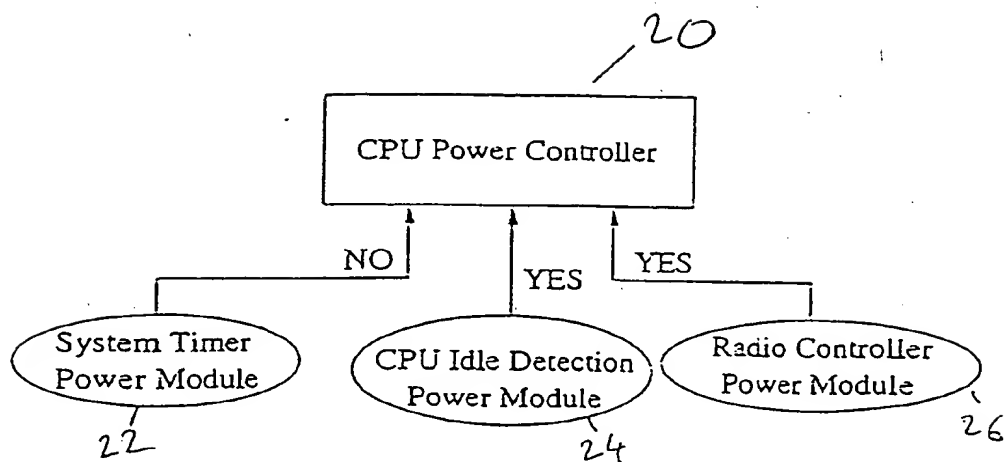 20
CPU Power Controller
NO
YES
YES
System Timer
Power Module
CPU Idle Detection
Power Module
Radio Controller
Power Module
22
24
26